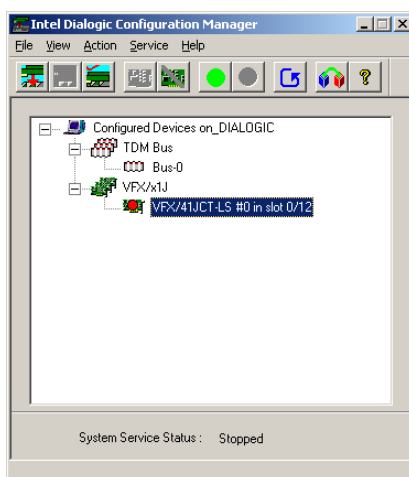 Intel Dialogic Configuration Manager
File View Action Service Help
Configured Devices on_DIALOGIC
TDM Bus
Bus-0
VFX/x1J
VFX/41JCT-LS #0 in slot 0/12
System Service Status : Stopped